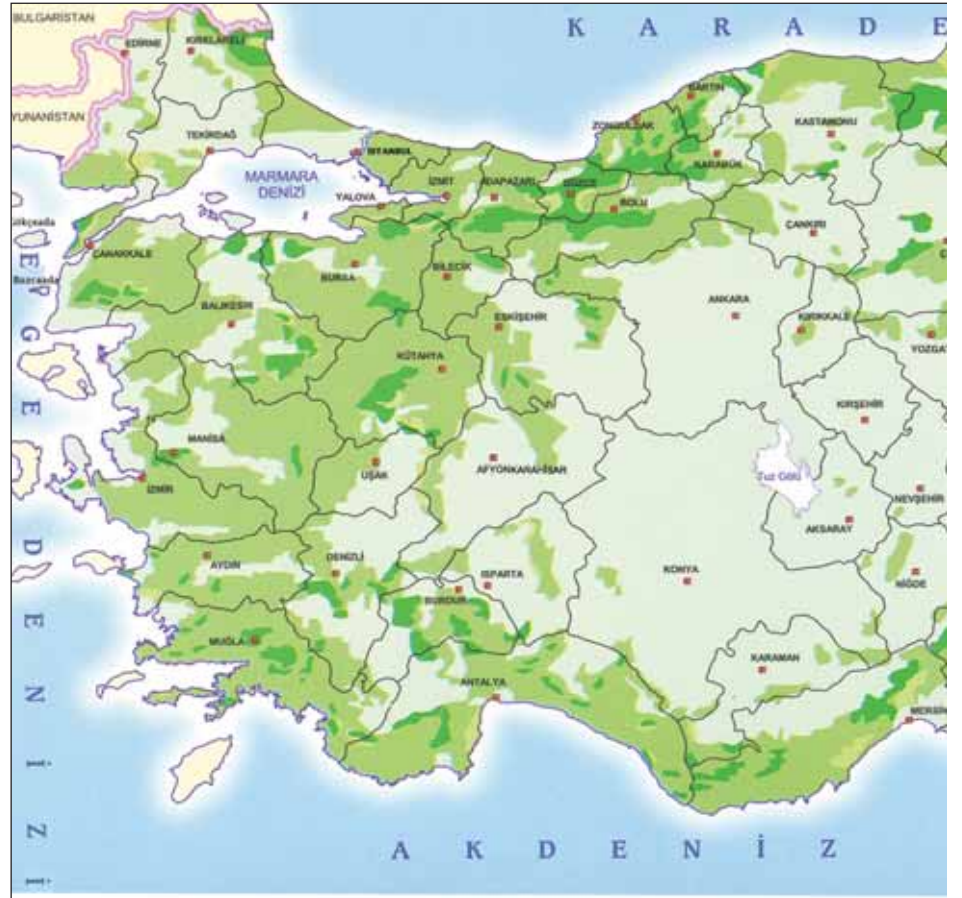 BULGARİSTAN
K A R A D E
EDİRNE
KIRKLARELİ
YUNANİSTAN
TEKİRDAĞ
İSTANBUL
MARMARA
DENİZİ
YALOVA
İZMİT
ADAPAZARI
DÜZCE
BOLU
ZONGULDAK
BARTIN
KARABÜK
KASTAMONU
ÇANKIRI
Gökçeada
Bozcaada
ÇANAKKALE
BURSA
BİLECİK
BALIKESİR
ESKİŞEHİR
ANKARA
KIRIKKALE
YOZGAT
KÜTAHYA
KIRŞEHİR
MANİSA
UŞAK
AFYONKARAHİSAR
Tuz Gölü
İZMİR
NEVŞEHİR
AKSARAY
AYDIN
DENİZLİ
ISPARTA
BURDUR
KONYA
NİĞDE
MUĞLA
ANTALYA
KARAMAN
MERSİN
E G E D E N İ Z İ
A K D E N İ Z